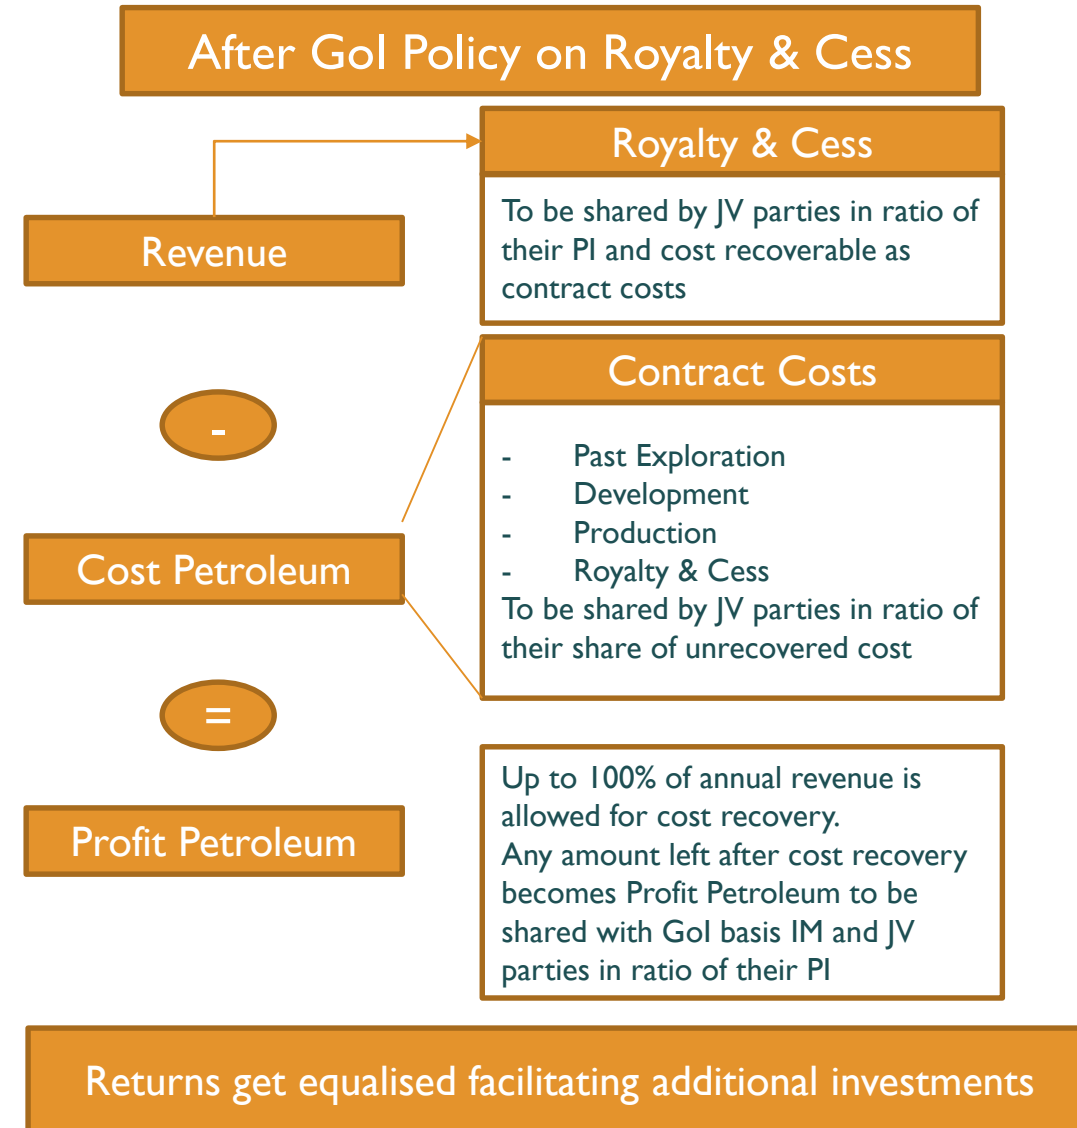 After GoI Policy on Royalty & Cess
Royalty & Cess
To be shared by JV parties in ratio of
their PI and cost recoverable as
contract costs
Revenue
Contract Costs
-
- Past Exploration
- Development
- Production
- Royalty & Cess
To be shared by JV parties in ratio of
their share of unrecovered cost
Cost Petroleum
=
Up to 100% of annual revenue is
allowed for cost recovery.
Any amount left after cost recovery
becomes Profit Petroleum to be
shared with GoI basis IM and JV
parties in ratio of their PI
Profit Petroleum
Returns get equalised facilitating additional investments